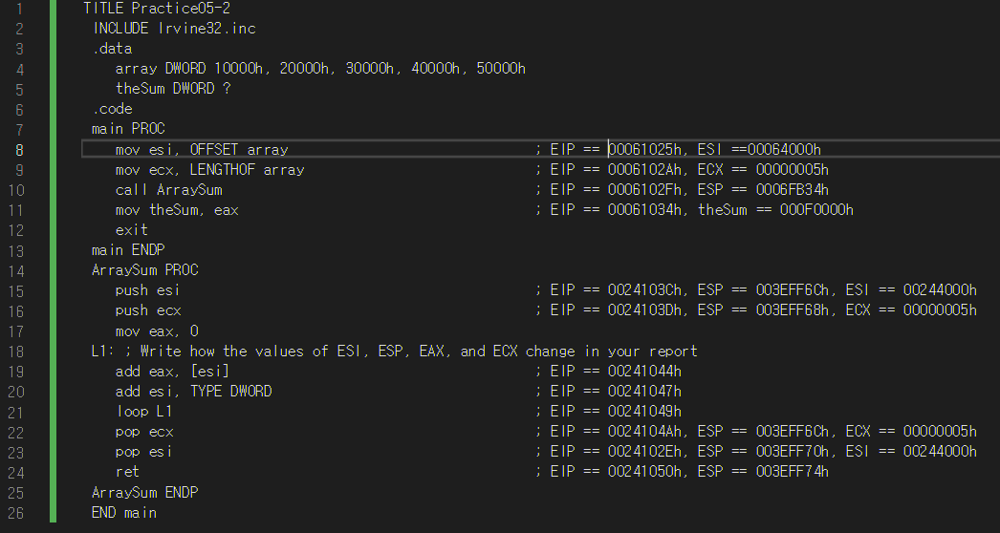 1 TITLE Practice05-2
2 INCLUDE Irvine32.inc
3 .data
4 array DWORD 10000h, 20000h, 30000h, 40000h, 50000h
5 theSum DWORD ?
6 .code
7 main PROC
8 mov esi, OFFSET array ; EIP == 00061025h, ESI ==00064000h
9 mov ecx, LENGTHOF array ; EIP == 0006102Ah, ECX == 00000005h
10 call ArraySum ; EIP == 0006102Fh, ESP == 0006FB34h
11 mov theSum, eax ; EIP == 00061034h, theSum == 000F0000h
12 exit
13 main ENDP
14 ArraySum PROC
15 push esi ; EIP == 0024103Ch, ESP == 003EFF6Ch, ESI == 00244000h
16 push ecx ; EIP == 0024103Dh, ESP == 003EFF68h, ECX == 00000005h
17 mov eax, 0
18 L1: ; Write how the values of ESI, ESP, EAX, and ECX change in your report
19 add eax, [esi] ; EIP == 00241044h
20 add esi, TYPE DWORD ; EIP == 00241047h
21 loop L1 ; EIP == 00241049h
22 pop ecx ; EIP == 0024104Ah, ESP == 003EFF6Ch, ECX == 00000005h
23 pop esi ; EIP == 0024102Eh, ESP == 003EFF70h, ESI == 00244000h
24 ret ; EIP == 00241050h, ESP == 003EFF74h
25 ArraySum ENDP
26 END main